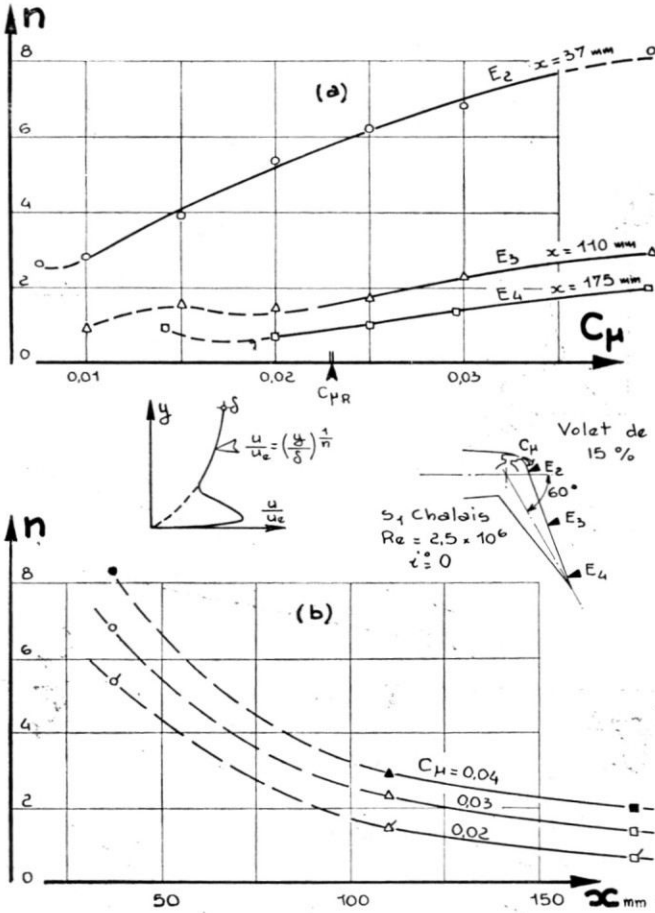 n
8
E2 x = 37 mm
(a)
6
4
E3 x = 110 mm
2
E4 x = 175 mm
Cμ
0
0,01 0,02 0,03
CμR
y
δ
u/ue = (y/δ)^1/n
u/ue
Cμ
Volet de
15 %
E2
60°
E3
E4
S1 Chalais
Re = 2,5 × 10^6
i° = 0
n
8
(b)
6
4
Cμ = 0,04
0,03
2
0,02
0
50 100 150
x mm